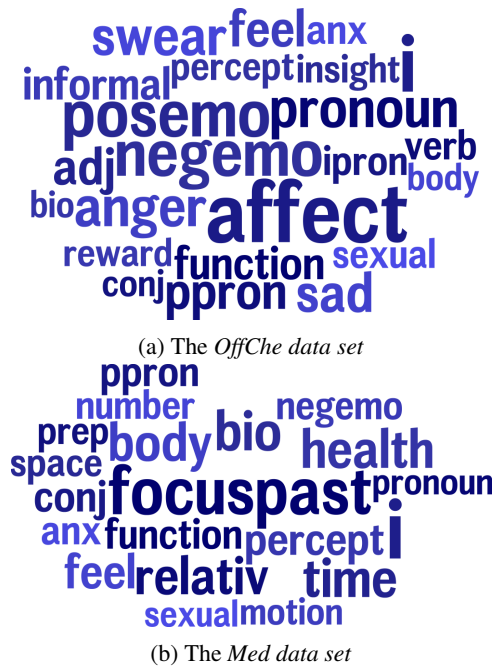 swear feel anx
informal percept insight i
posemo pronoun
adj negemo ipron verb
body
bio anger affect
reward function sexual
conj ppron sad
(a) The OffChe data set
ppron
number negemo
prep body bio health
space
conj focuspast pronoun
anx function percept i
feel relativ time
sexual motion
(b) The Med data set